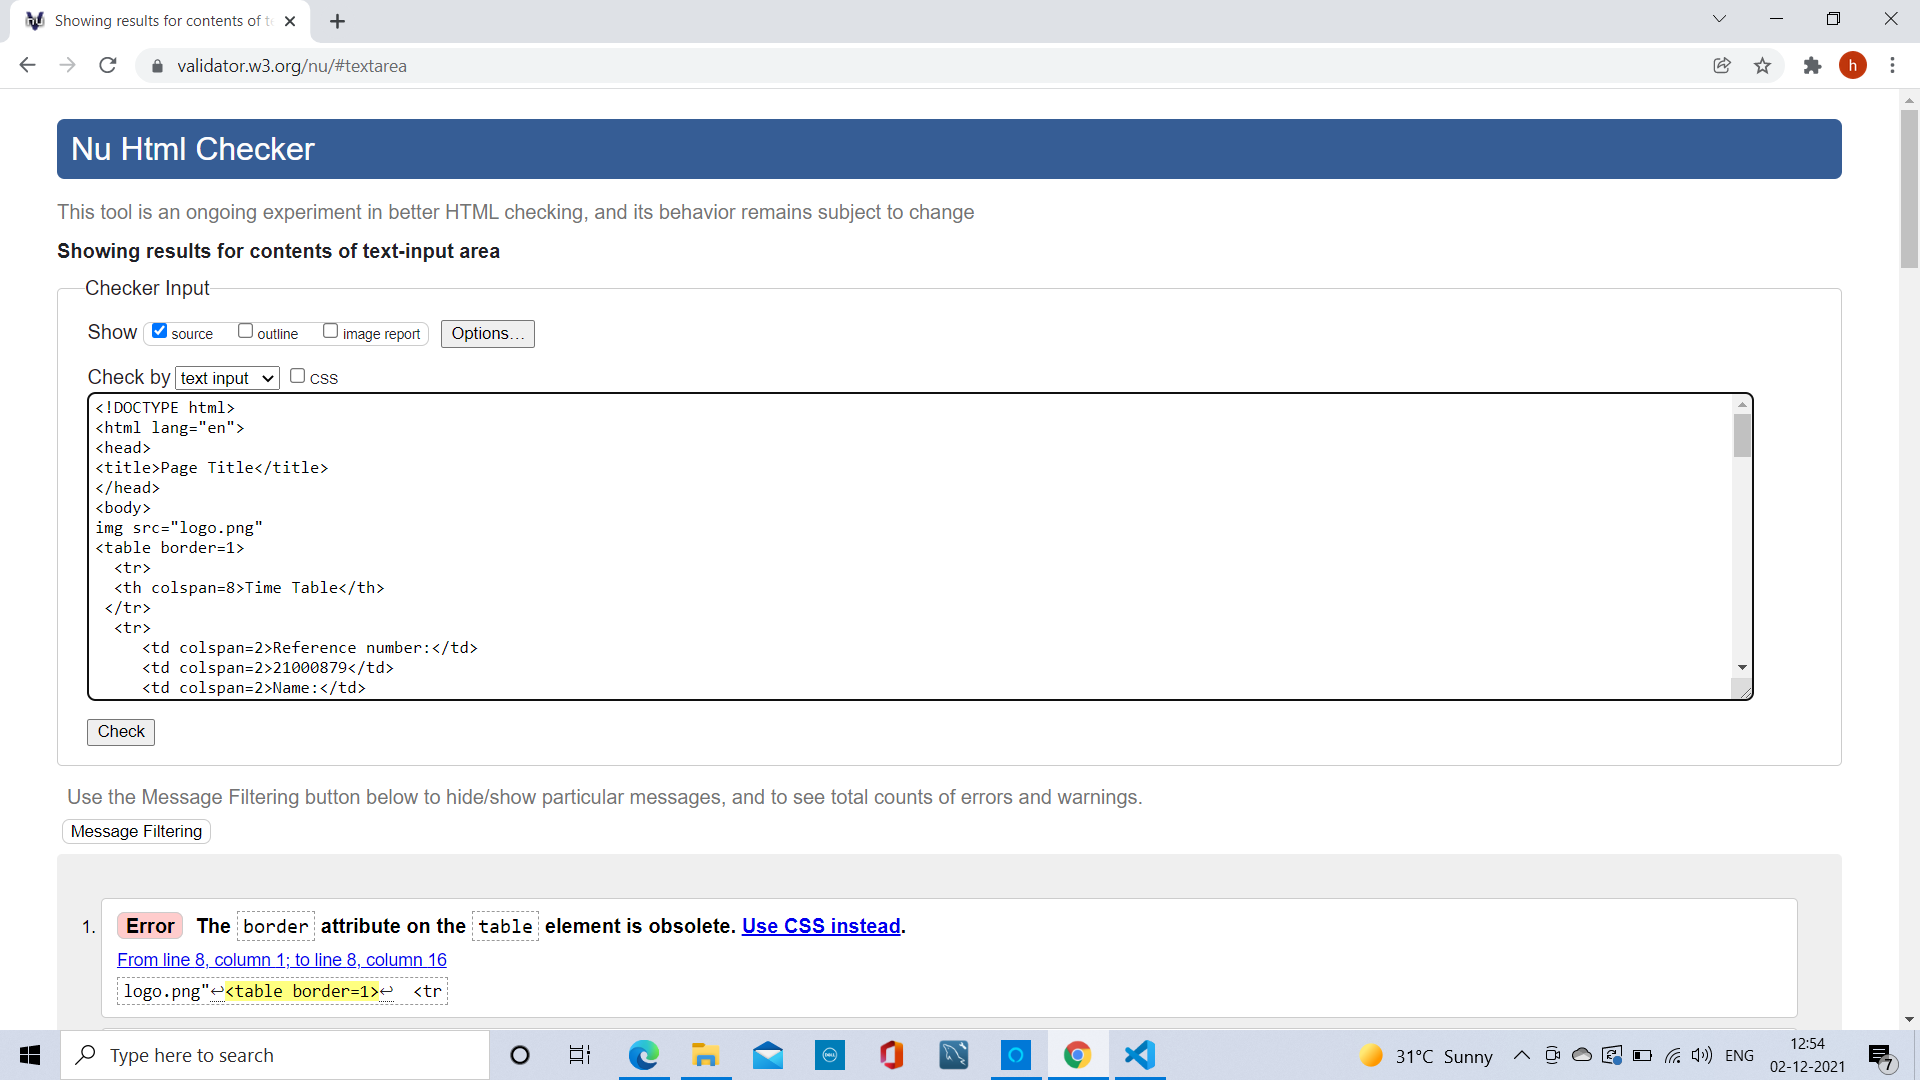 Showing results for contents of te
validator.w3.org/nu/#textarea
h
Nu Html Checker
This tool is an ongoing experiment in better HTML checking, and its behavior remains subject to change
Showing results for contents of text-input area
Checker Input
Show source outline image report Options...
Check by text input CSS
<!DOCTYPE html>
<html lang="en">
<head>
<title>Page Title</title>
</head>
<body>
img src="logo.png"
<table border=1>
<tr>
<th colspan=8>Time Table</th>
</tr>
<tr>
<td colspan=2>Reference number:</td>
<td colspan=2>21000879</td>
<td colspan=2>Name:</td>
Check
Use the Message Filtering button below to hide/show particular messages, and to see total counts of errors and warnings.
Message Filtering
1. Error The border attribute on the table element is obsolete. Use CSS instead.
From line 8, column 1; to line 8, column 16
logo.png"↩<table border=1>↩ <tr
Type here to search
31°C Sunny
ENG
12:54
02-12-2021
7